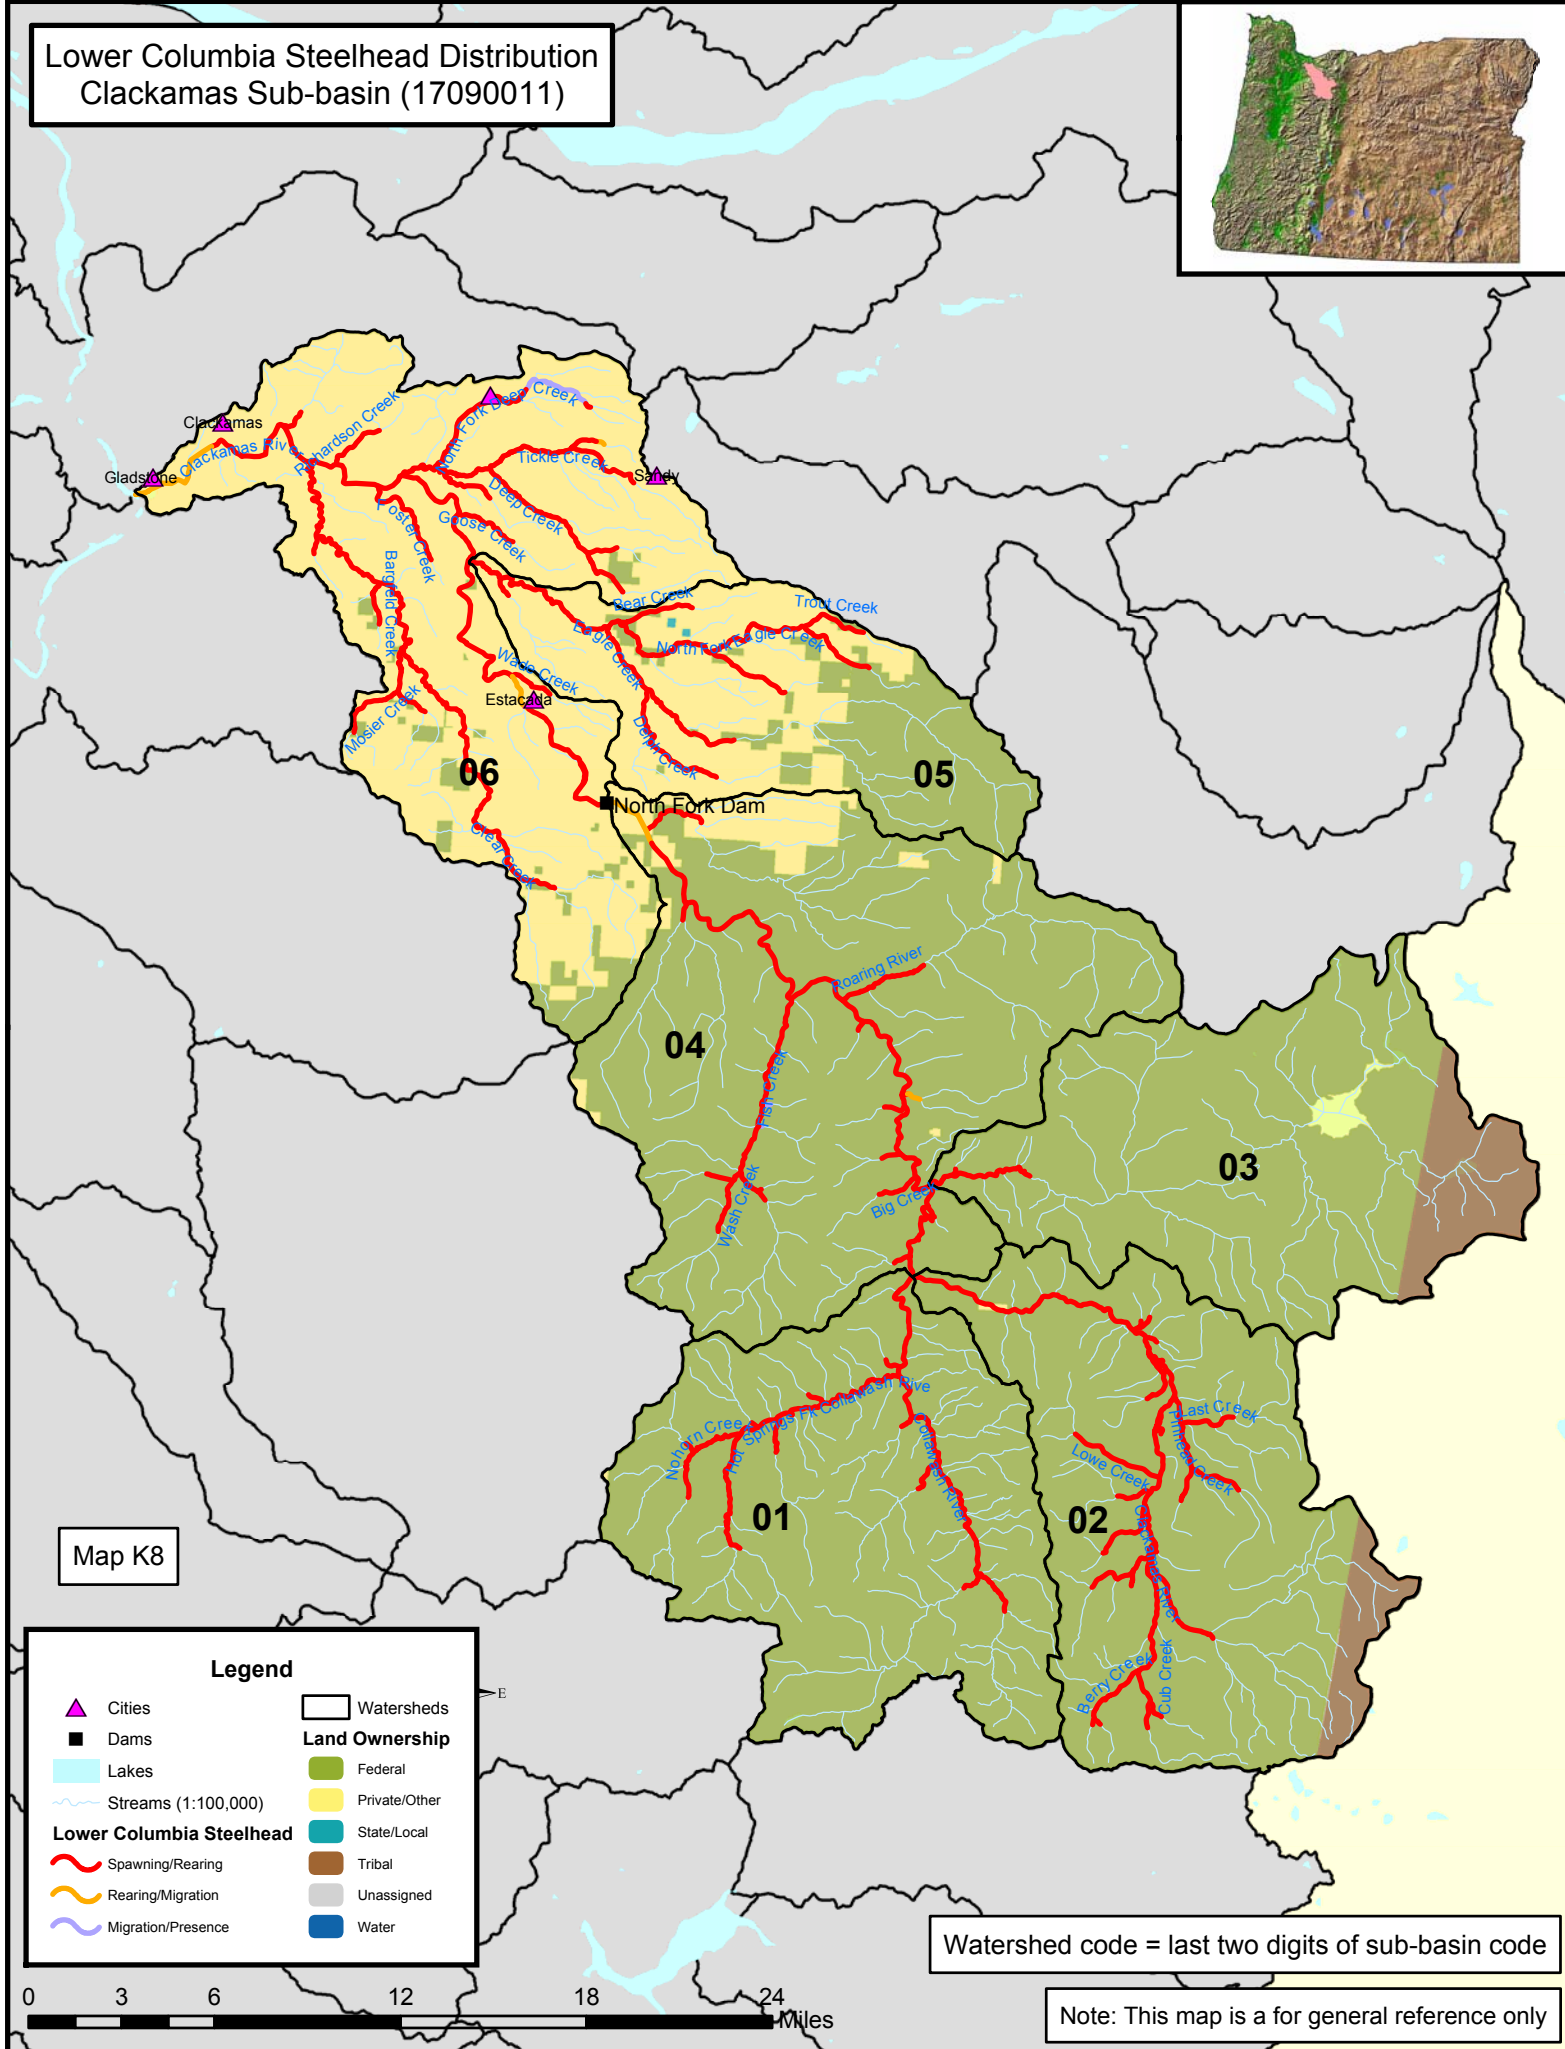 Lower Columbia Steelhead Distribution
Clackamas Sub-basin (17090011)
Clackamas
Gladstone
Clackamas River
Richardson Creek
North Fork Deep Creek
Tickle Creek
Sandy
Deep Creek
Foster Creek
Goose Creek
Bargfeld Creek
Bear Creek
Trout Creek
Eagle Creek
North Fork Eagle Creek
Wade Creek
Estacada
Mosier Creek
Delph Creek
06
05
North Fork Dam
Clear Creek
Roaring River
04
Fish Creek
03
Wash Creek
Big Creek
Nohorn Creek
Hot Springs Fk Collawash Rive
Collawash River
Last Creek
Pinhead Creek
Lowe Creek
01
02
Clackamas River
Berry Creek
Cub Creek
Map K8
E
Legend
Cities
Dams
Lakes
Streams (1:100,000)
Lower Columbia Steelhead
Spawning/Rearing
Rearing/Migration
Migration/Presence
Watersheds
Land Ownership
Federal
Private/Other
State/Local
Tribal
Unassigned
Water
0 3 6 12 18 24
Miles
Watershed code = last two digits of sub-basin code
Note: This map is a for general reference only